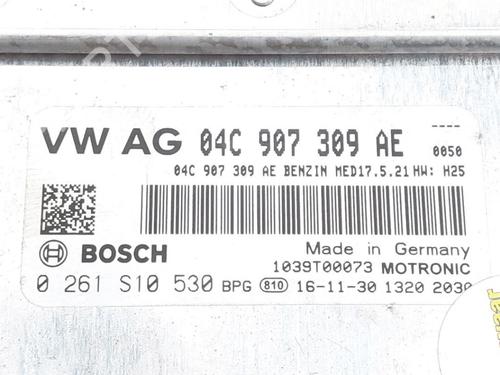 VW AG 04C 907 309 AE ----
0050
04C 907 309 AE BENZIN MED17.5.21 HW: H25
BOSCH
Made in Germany
1039T00073 MOTRONIC
0 261 S10 530 BPG 810 16-11-30 1320 2030